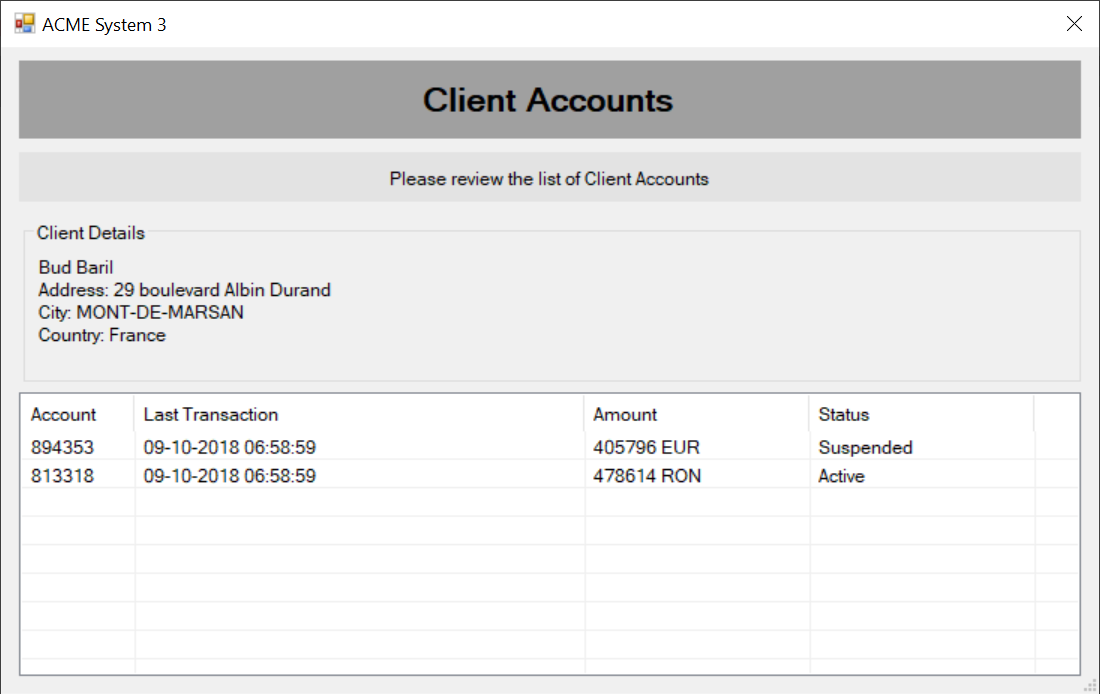 ACME System 3
Client Accounts
Please review the list of Client Accounts
Client Details
Bud Baril
Address: 29 boulevard Albin Durand
City: MONT-DE-MARSAN
Country: France
Account Last Transaction Amount Status
894353 09-10-2018 06:58:59 405796 EUR Suspended
813318 09-10-2018 06:58:59 478614 RON Active